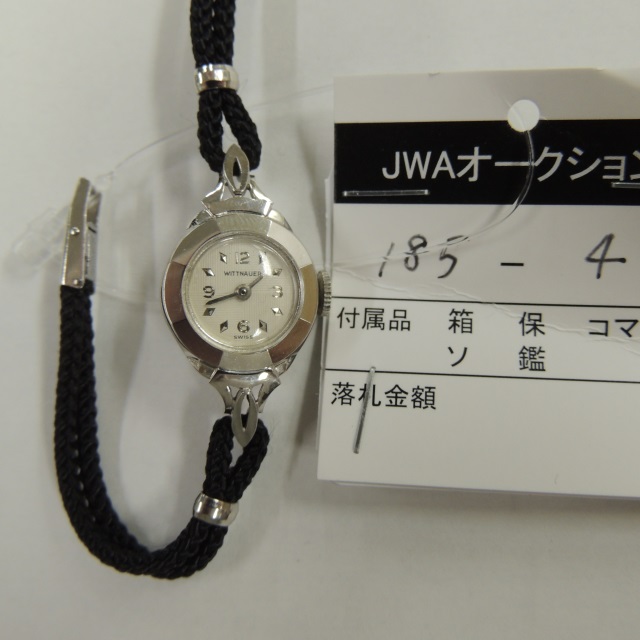 12
WITTNAUER
9
3
6
SWISS
JWAオークション
185 - 4
付属品 箱 保 コマ
ソ 鑑
落札金額